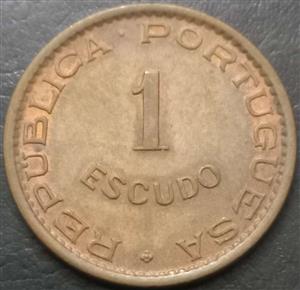 REPUBLICA · PORTUGUESA
1
ESCUDO